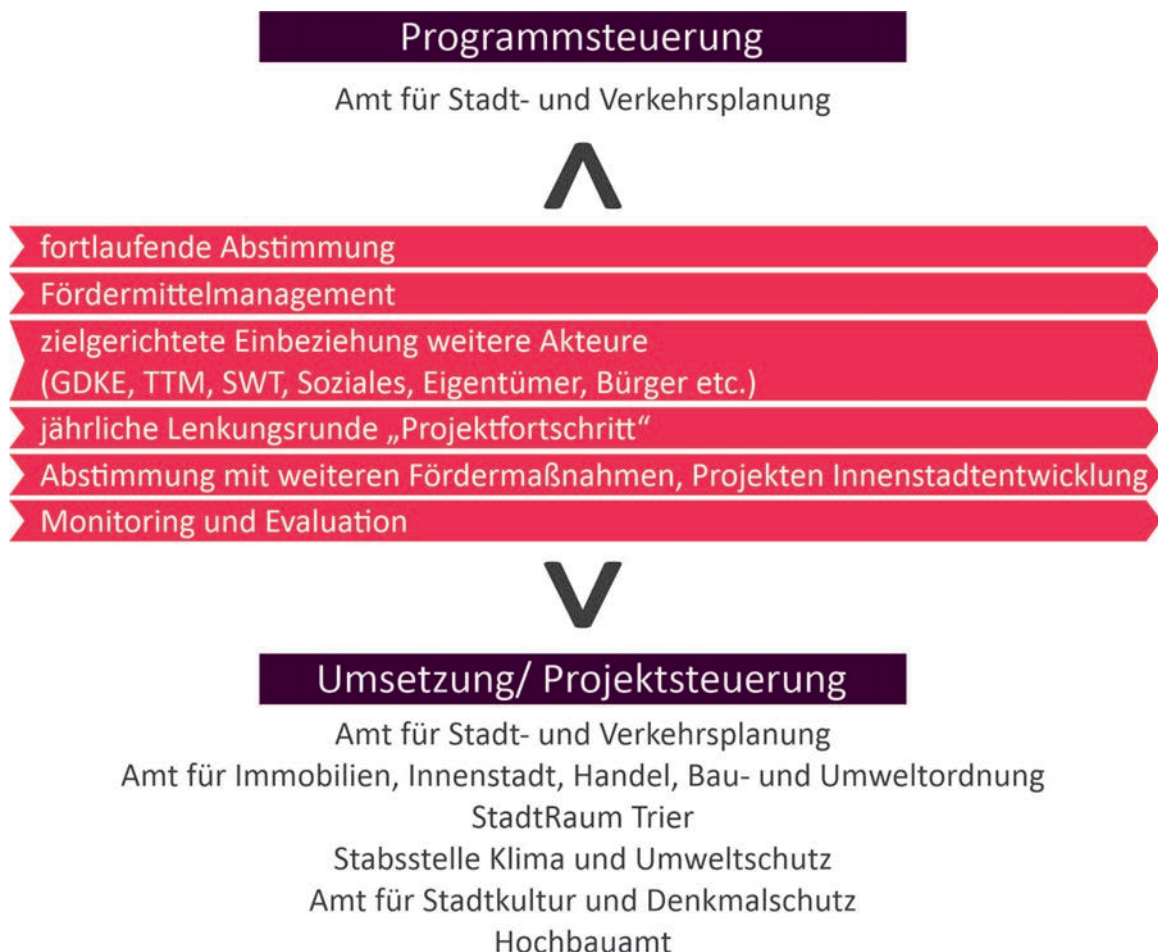 Programmsteuerung
Amt für Stadt- und Verkehrsplanung
fortlaufende Abstimmung
Fördermittelmanagement
zielgerichtete Einbeziehung weitere Akteure
(GDKE, TTM, SWT, Soziales, Eigentümer, Bürger etc.)
jährliche Lenkungsrunde „Projektfortschritt“
Abstimmung mit weiteren Fördermaßnahmen, Projekten Innenstadtentwicklung
Monitoring und Evaluation
Umsetzung/ Projektsteuerung
Amt für Stadt- und Verkehrsplanung
Amt für Immobilien, Innenstadt, Handel, Bau- und Umweltordnung
StadtRaum Trier
Stabsstelle Klima und Umweltschutz
Amt für Stadtkultur und Denkmalschutz
Hochbauamt